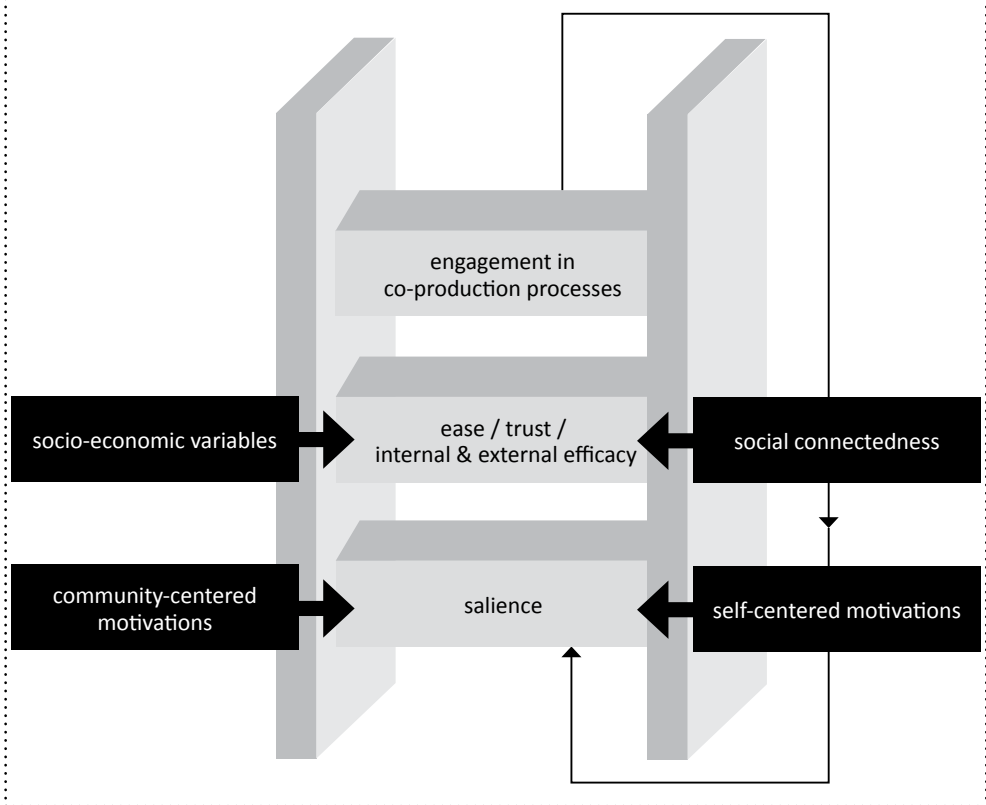 engagement in
co-production processes
socio-economic variables
ease / trust /
internal & external efficacy
social connectedness
community-centered
motivations
salience
self-centered motivations